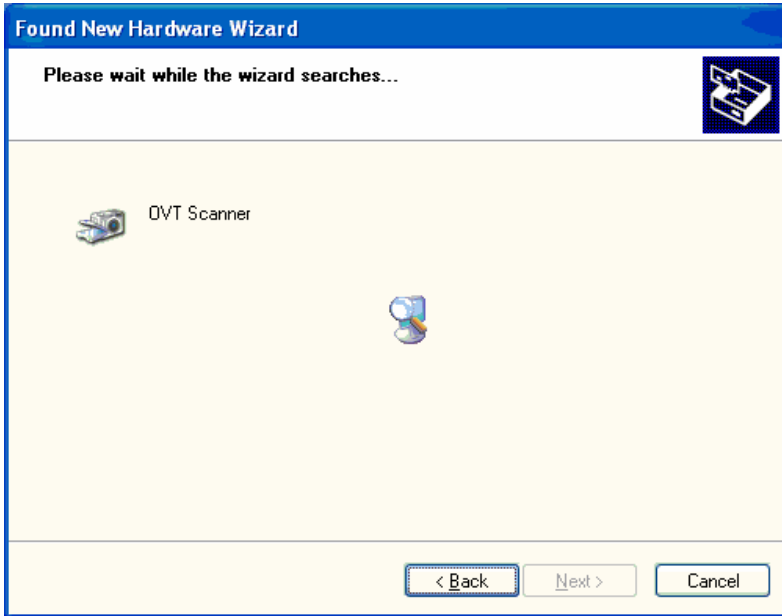 Found New Hardware Wizard
Please wait while the wizard searches...
OVT Scanner
< Back
Next >
Cancel